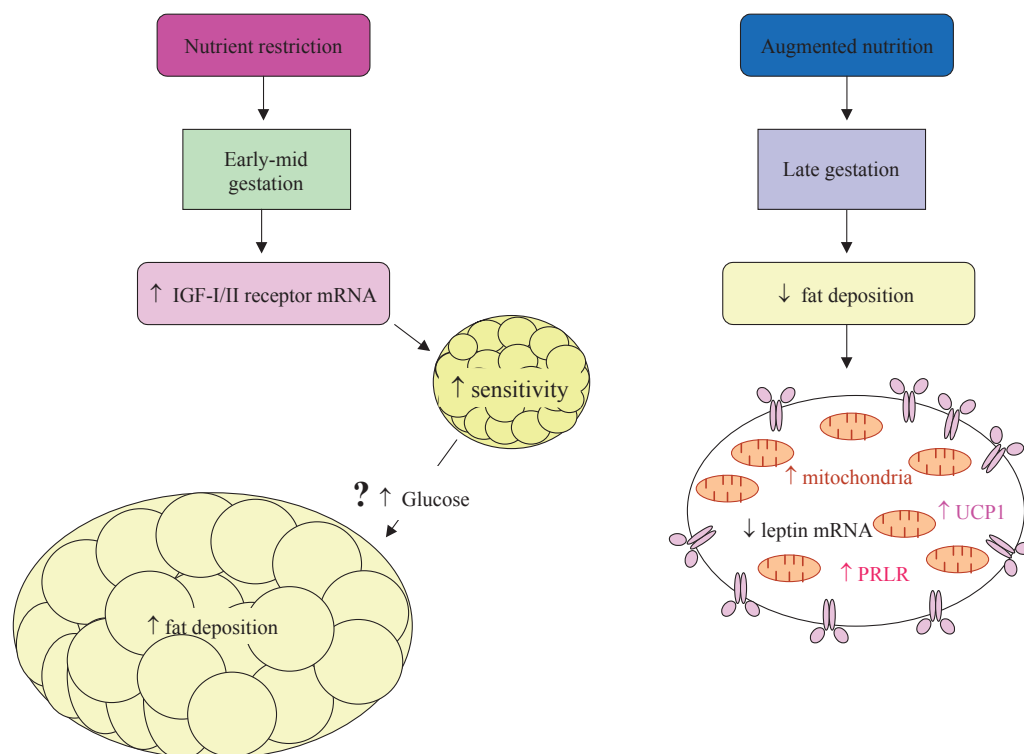 Nutrient restriction
Early-mid
gestation
↑ IGF-I/II receptor mRNA
↑ sensitivity
? ↑ Glucose
↑ fat deposition
Augmented nutrition
Late gestation
↓ fat deposition
↑ mitochondria
↑ UCP1
↓ leptin mRNA
↑ PRLR